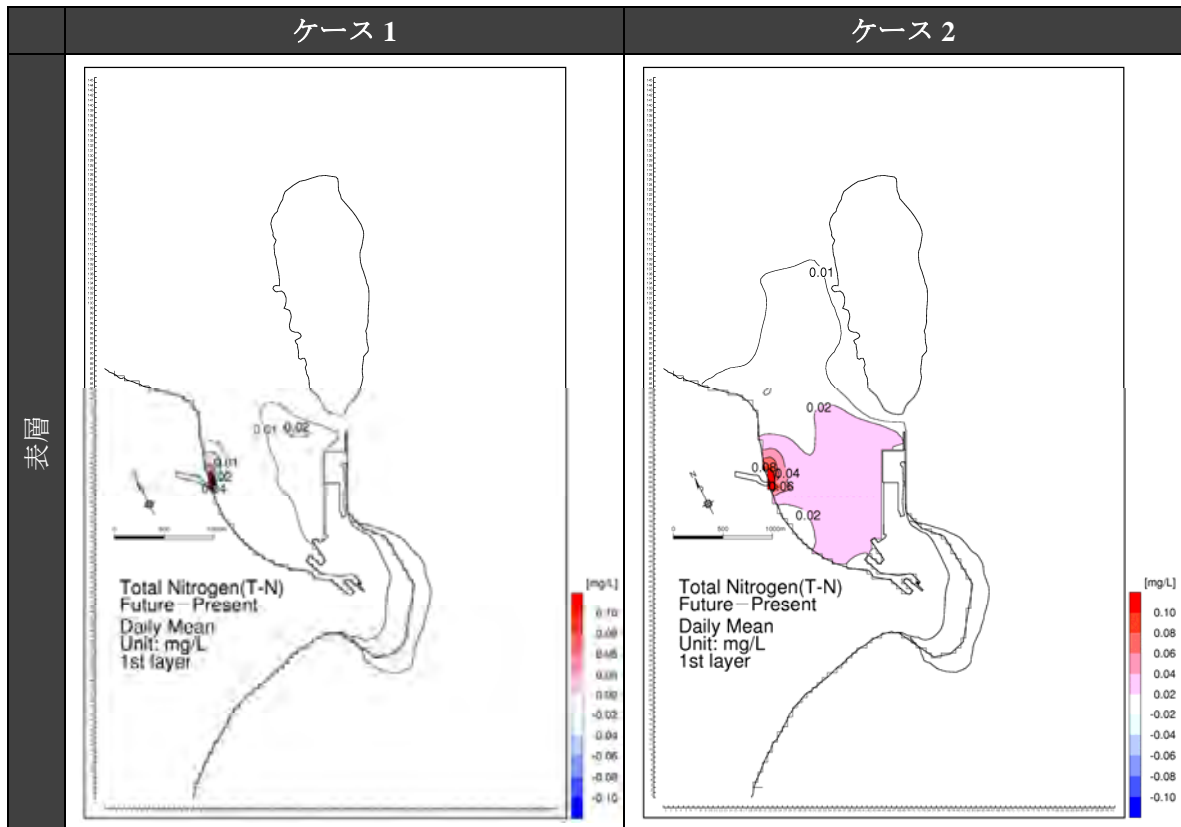 ケース 1
ケース 2
表層
0.01
0.02
0.01
0.02
0.04
0 500 1000m
Total Nitrogen(T-N)
Future－Present
Daily Mean
Unit: mg/L
1st layer
[mg/L]
0.10
0.02
-0.02
-0.04
-0.06
-0.08
-0.10
0.01
0.02
0.08
0.04
0.06
0.02
N
0 500 1000m
Total Nitrogen(T-N)
Future－Present
Daily Mean
Unit: mg/L
1st layer
[mg/L]
0.10
0.08
0.06
0.04
0.02
-0.02
-0.04
-0.06
-0.08
-0.10